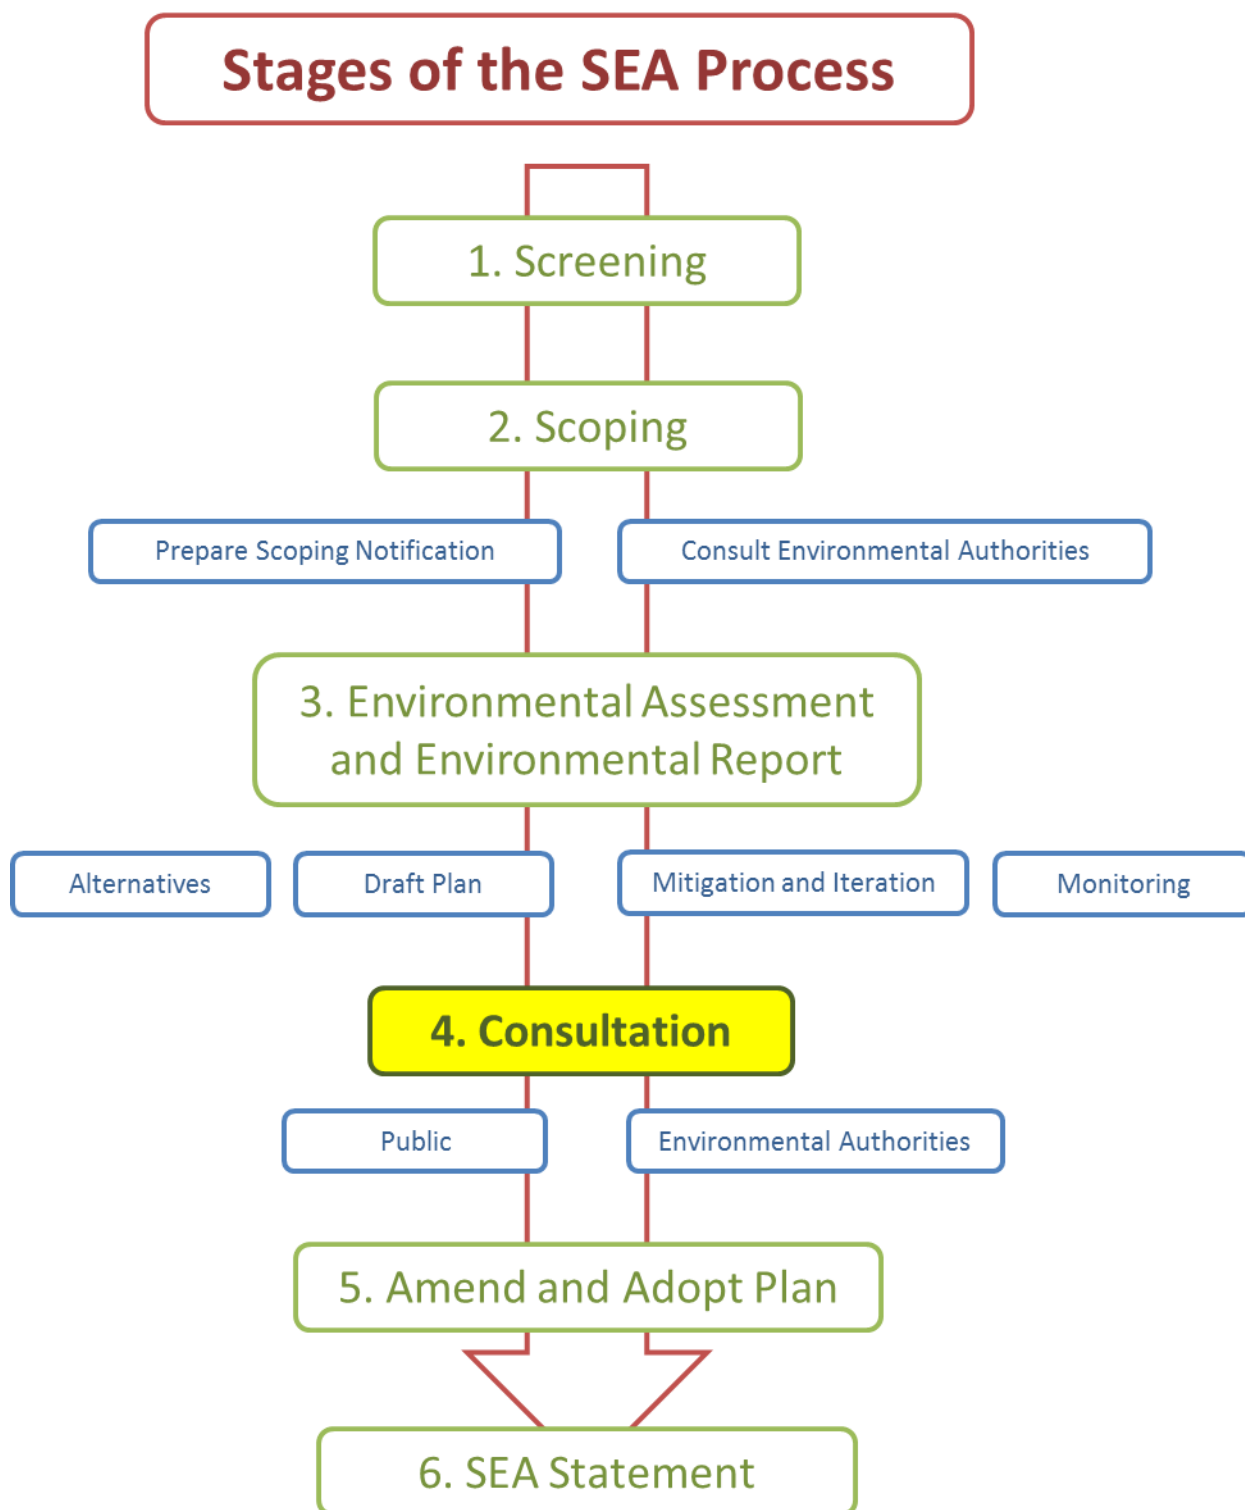 Stages of the SEA Process
1. Screening
2. Scoping
Prepare Scoping Notification
Consult Environmental Authorities
3. Environmental Assessment
and Environmental Report
Alternatives
Draft Plan
Mitigation and Iteration
Monitoring
4. Consultation
Public
Environmental Authorities
5. Amend and Adopt Plan
6. SEA Statement